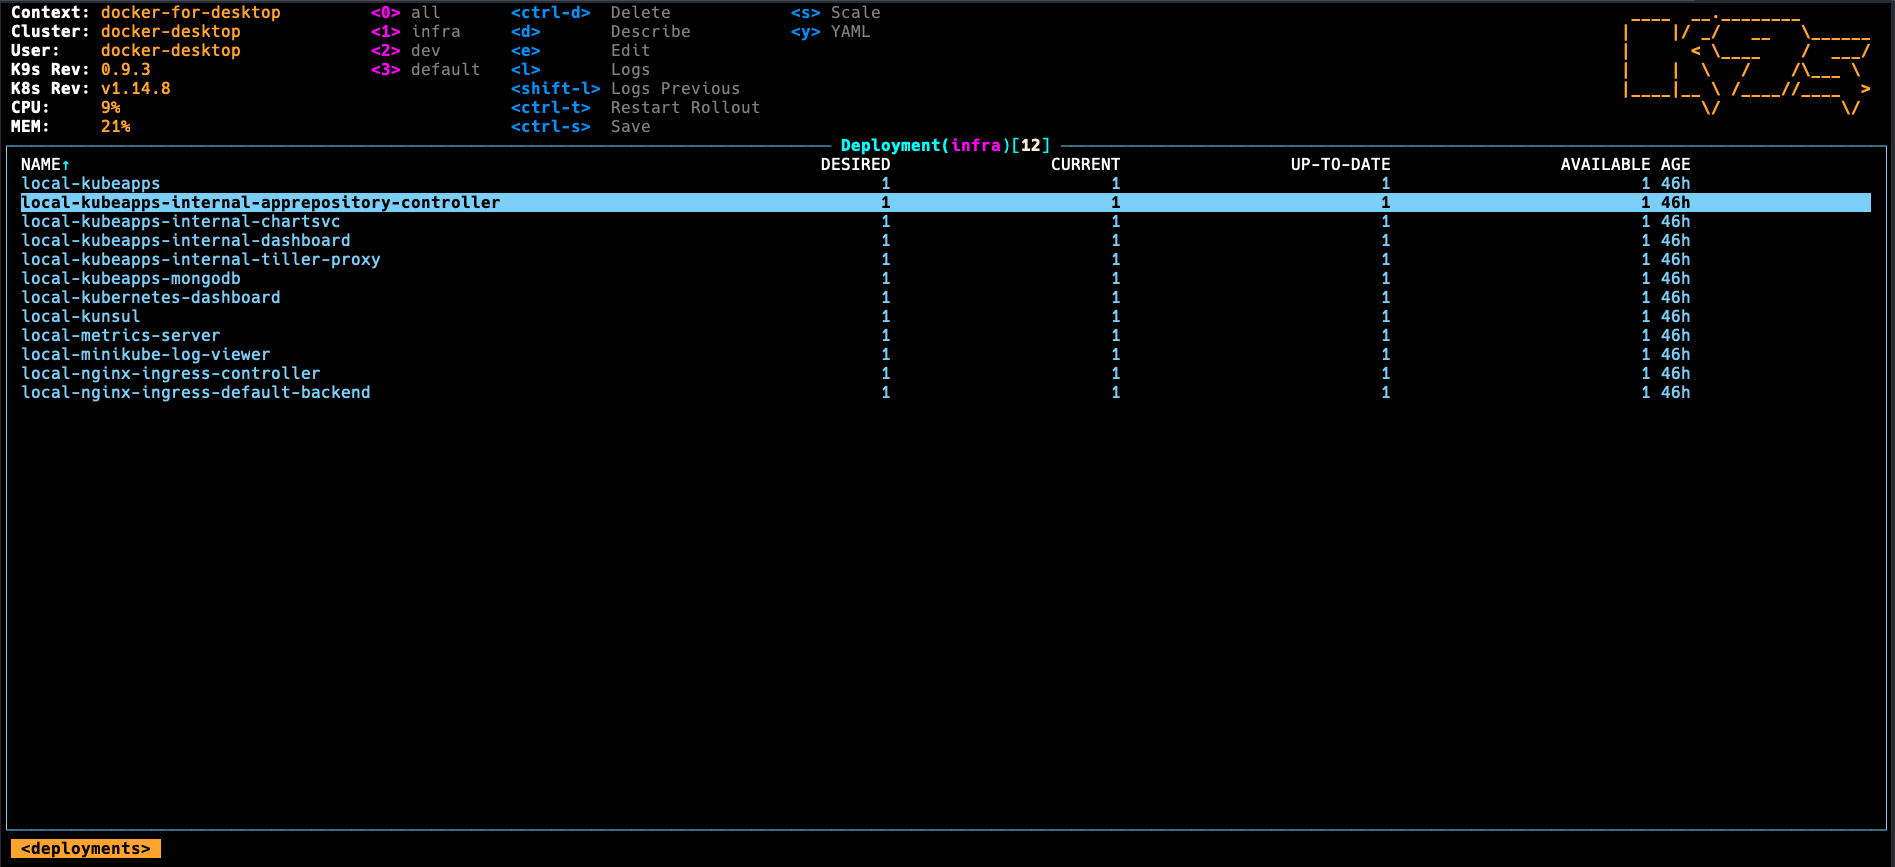 Context: docker-for-desktop <0> all <ctrl-d> Delete <s> Scale
Cluster: docker-desktop <1> infra <d> Describe <y> YAML
User: docker-desktop <2> dev <e> Edit
K9s Rev: 0.9.3 <3> default <l> Logs
K8s Rev: v1.14.8 <shift-l> Logs Previous
CPU: 9% <ctrl-t> Restart Rollout
MEM: 21% <ctrl-s> Save
K9s
Deployment(infra)[12]
NAME↑ DESIRED CURRENT UP-TO-DATE AVAILABLE AGE
local-kubeapps 1 1 1 1 46h
local-kubeapps-internal-apprepository-controller 1 1 1 1 46h
local-kubeapps-internal-chartsvc 1 1 1 1 46h
local-kubeapps-internal-dashboard 1 1 1 1 46h
local-kubeapps-internal-tiller-proxy 1 1 1 1 46h
local-kubeapps-mongodb 1 1 1 1 46h
local-kubernetes-dashboard 1 1 1 1 46h
local-kunsul 1 1 1 1 46h
local-metrics-server 1 1 1 1 46h
local-minikube-log-viewer 1 1 1 1 46h
local-nginx-ingress-controller 1 1 1 1 46h
local-nginx-ingress-default-backend 1 1 1 1 46h
<deployments>